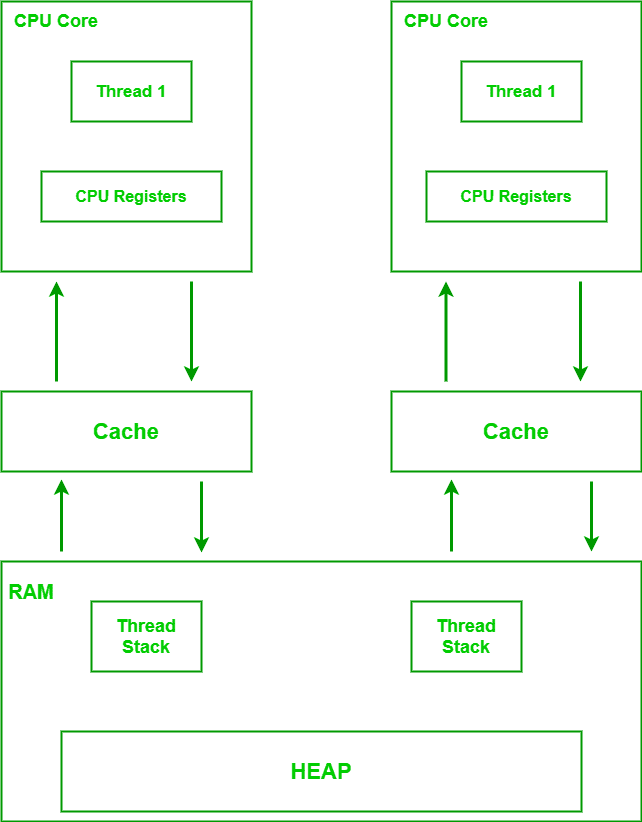 CPU Core
CPU Core
Thread 1
Thread 1
CPU Registers
CPU Registers
Cache
Cache
RAM
Thread
Stack
Thread
Stack
HEAP